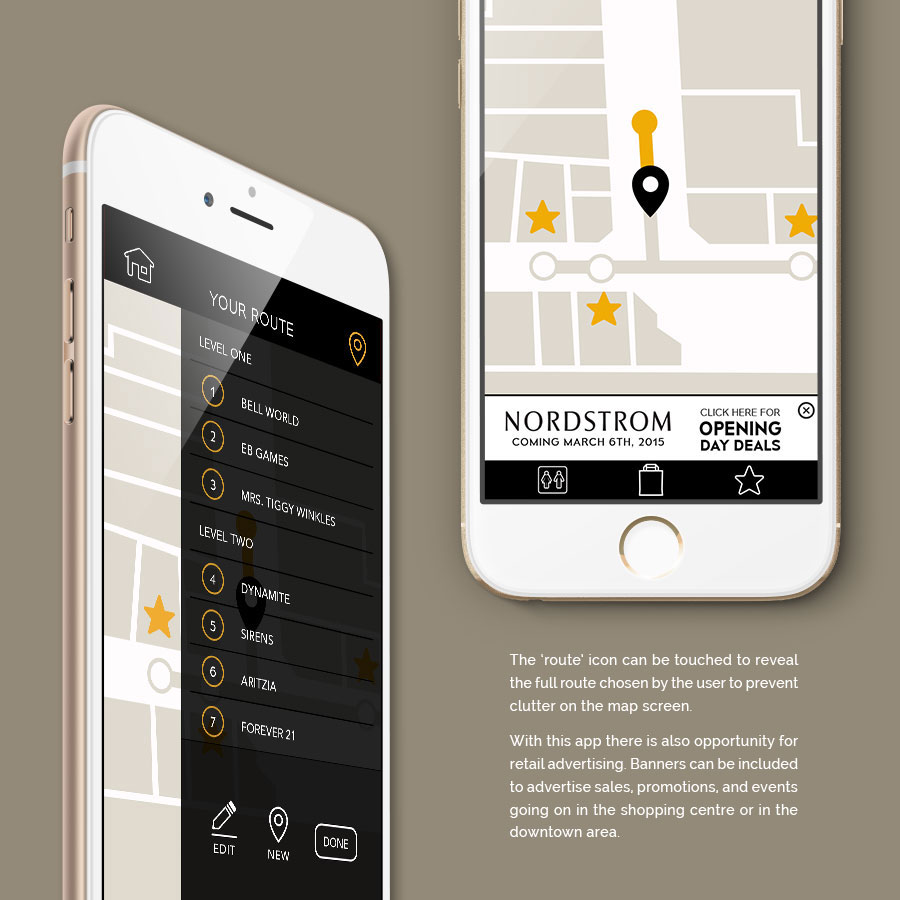 YOUR ROUTE
LEVEL ONE
1 BELL WORLD
2 EB GAMES
3 MRS. TIGGY WINKLES
LEVEL TWO
4 DYNAMITE
5 SIRENS
6 ARITZIA
7 FOREVER 21
EDIT
NEW
DONE
NORDSTROM
COMING MARCH 6TH, 2015
CLICK HERE FOR
OPENING
DAY DEALS
The 'route' icon can be touched to reveal
the full route chosen by the user to prevent
clutter on the map screen.
With this app there is also opportunity for
retail advertising. Banners can be included
to advertise sales, promotions, and events
going on in the shopping centre or in the
downtown area.